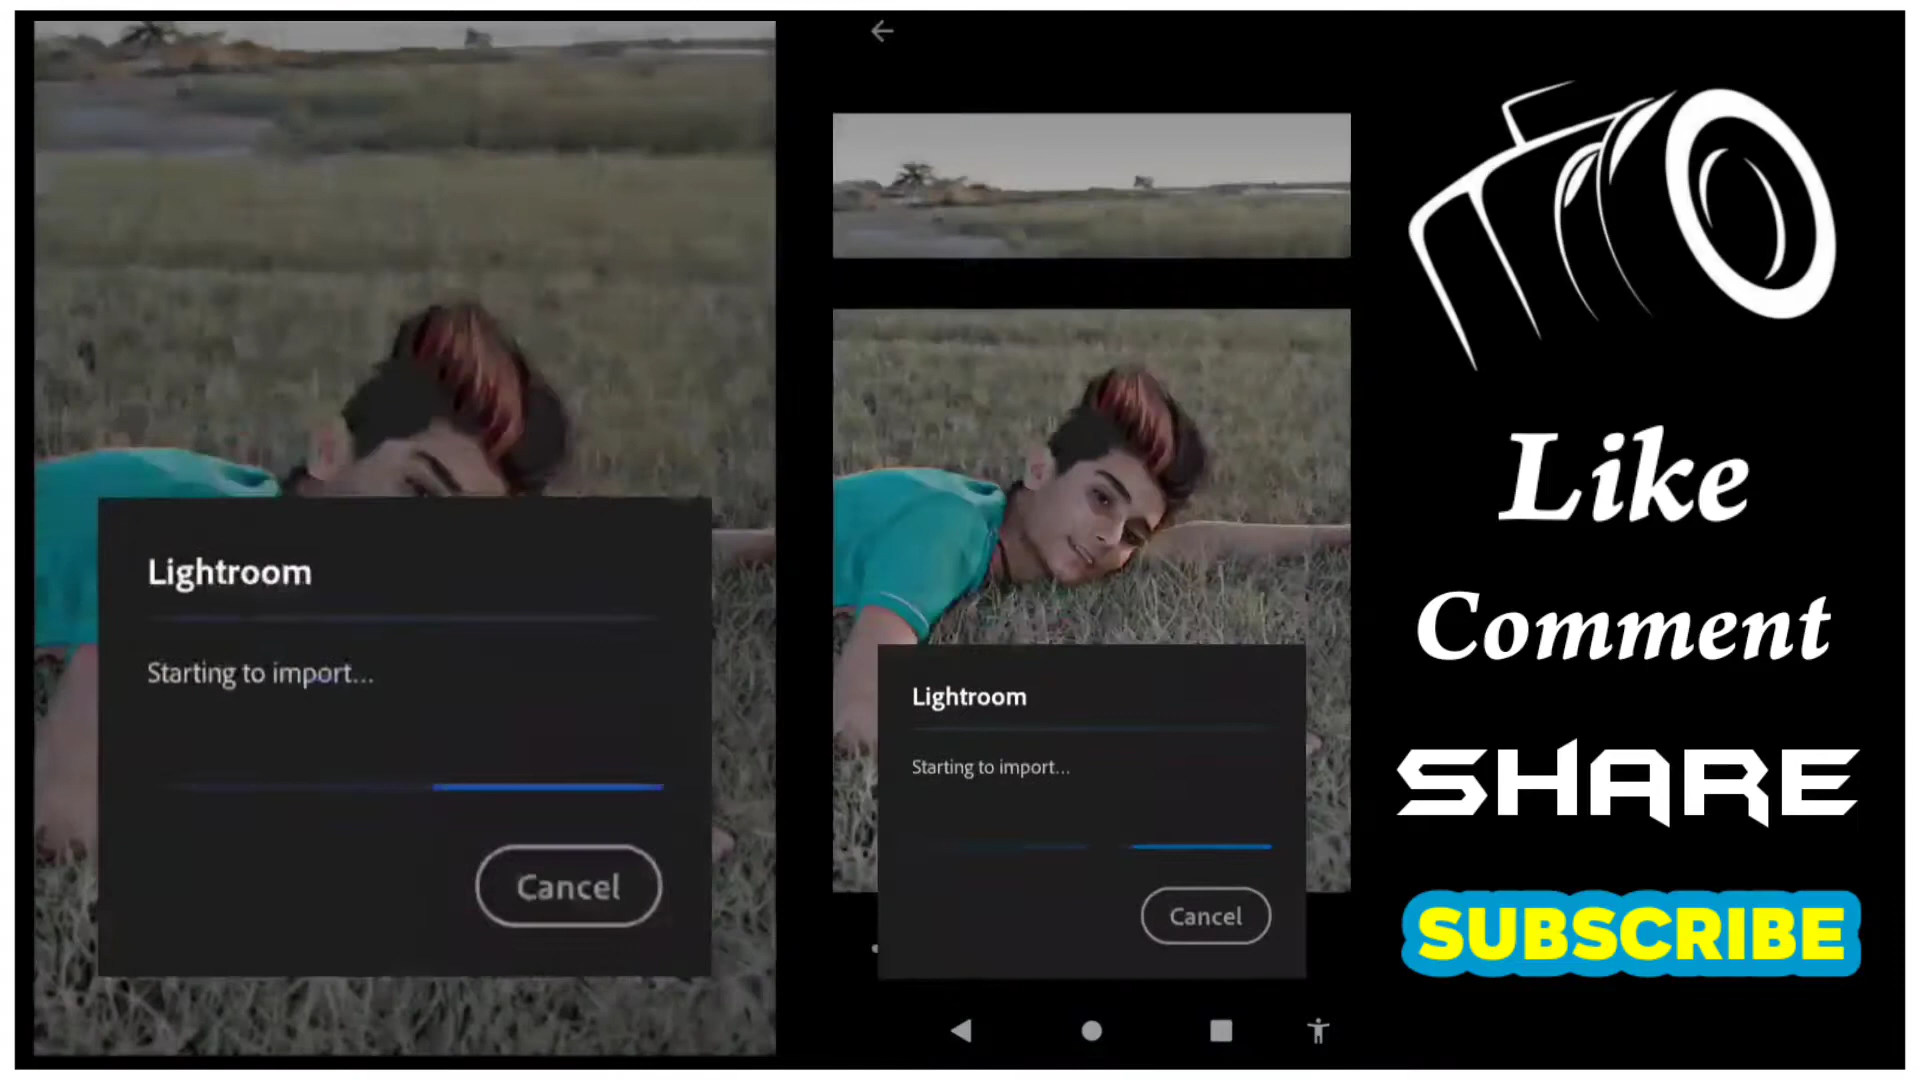 Lightroom
Starting to import...
Cancel
Lightroom
Starting to import...
Cancel
Like
Comment
SHARE
SUBSCRIBE